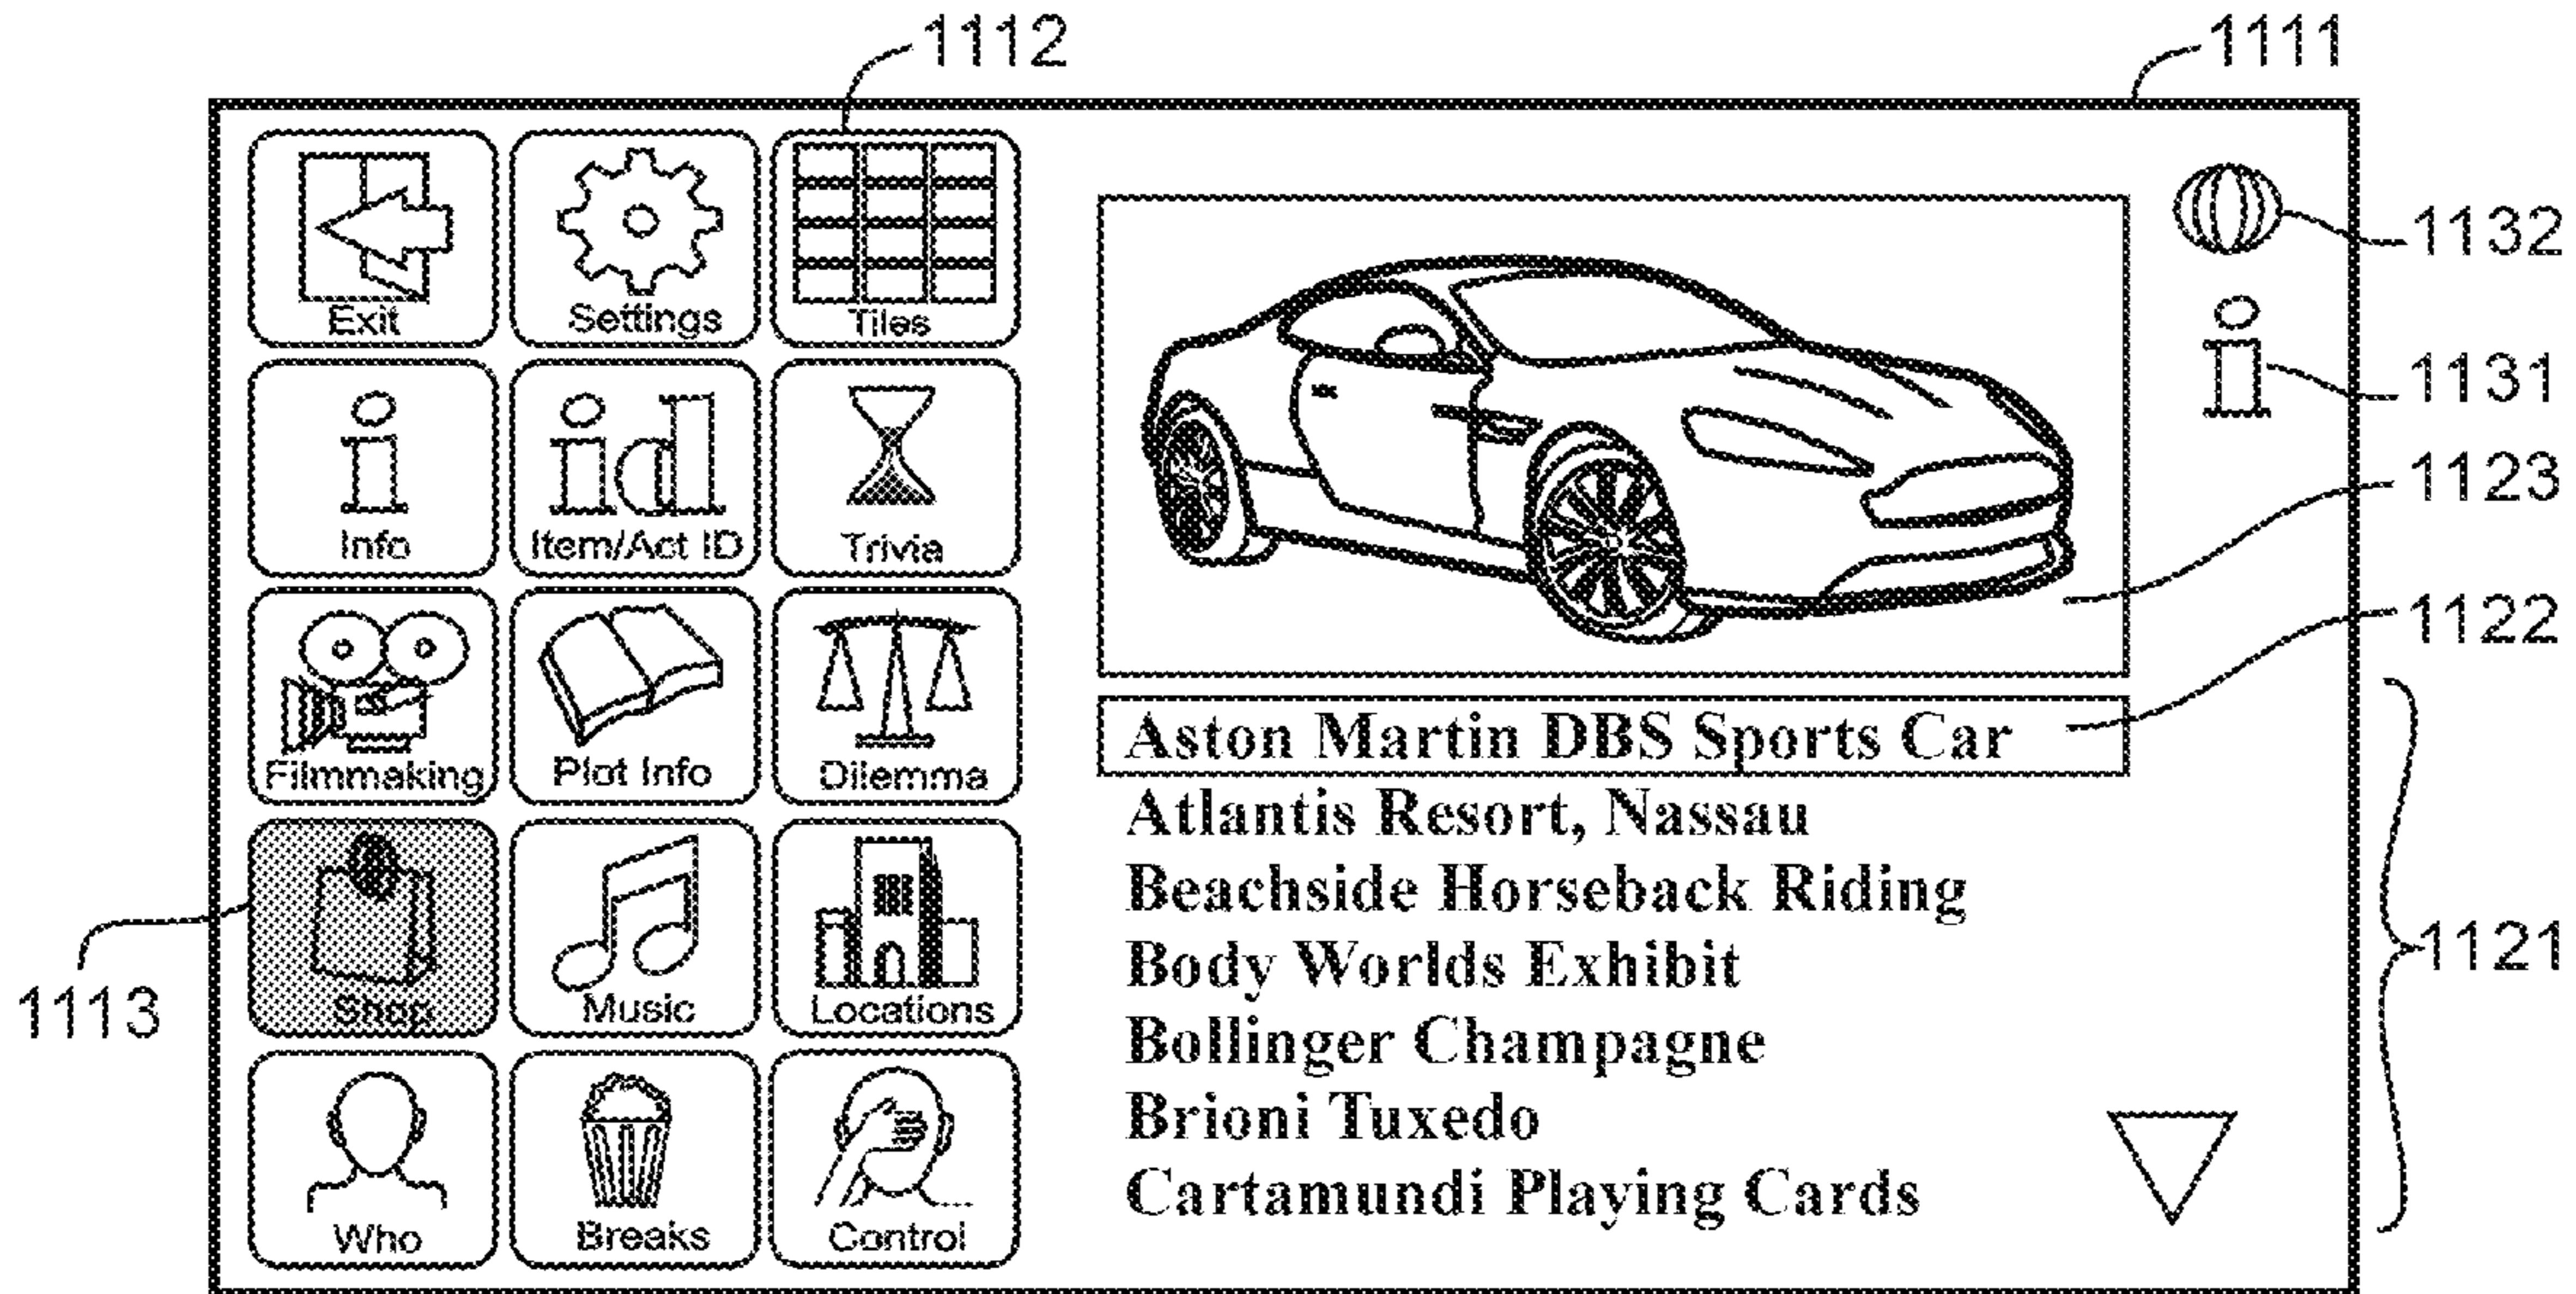 1112
1111
Exit
Settings
Tiles
1132
i
Info
id
Item/Act ID
Trivia
i
1131
1123
Filmmaking
Plot Info
Dilemma
1122
Aston Martin DBS Sports Car
Atlantis Resort, Nassau
Beachside Horseback Riding
Body Worlds Exhibit
Bollinger Champagne
Brioni Tuxedo
Cartamundi Playing Cards
1121
Shop
Music
Locations
1113
Who
Breaks
Control